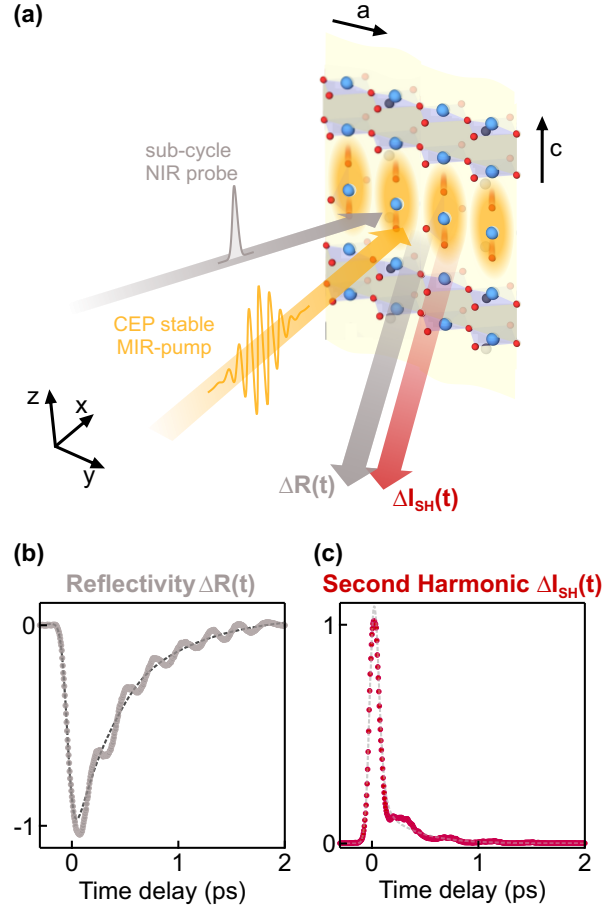 (a)
a
c
sub-cycle
NIR probe
CEP stable
MIR-pump
z
x
y
ΔR(t)
ΔI_SH(t)
(b)
Reflectivity ΔR(t)
0
-1
0
1
2
Time delay (ps)
(c)
Second Harmonic ΔI_SH(t)
1
0
0
1
2
Time delay (ps)